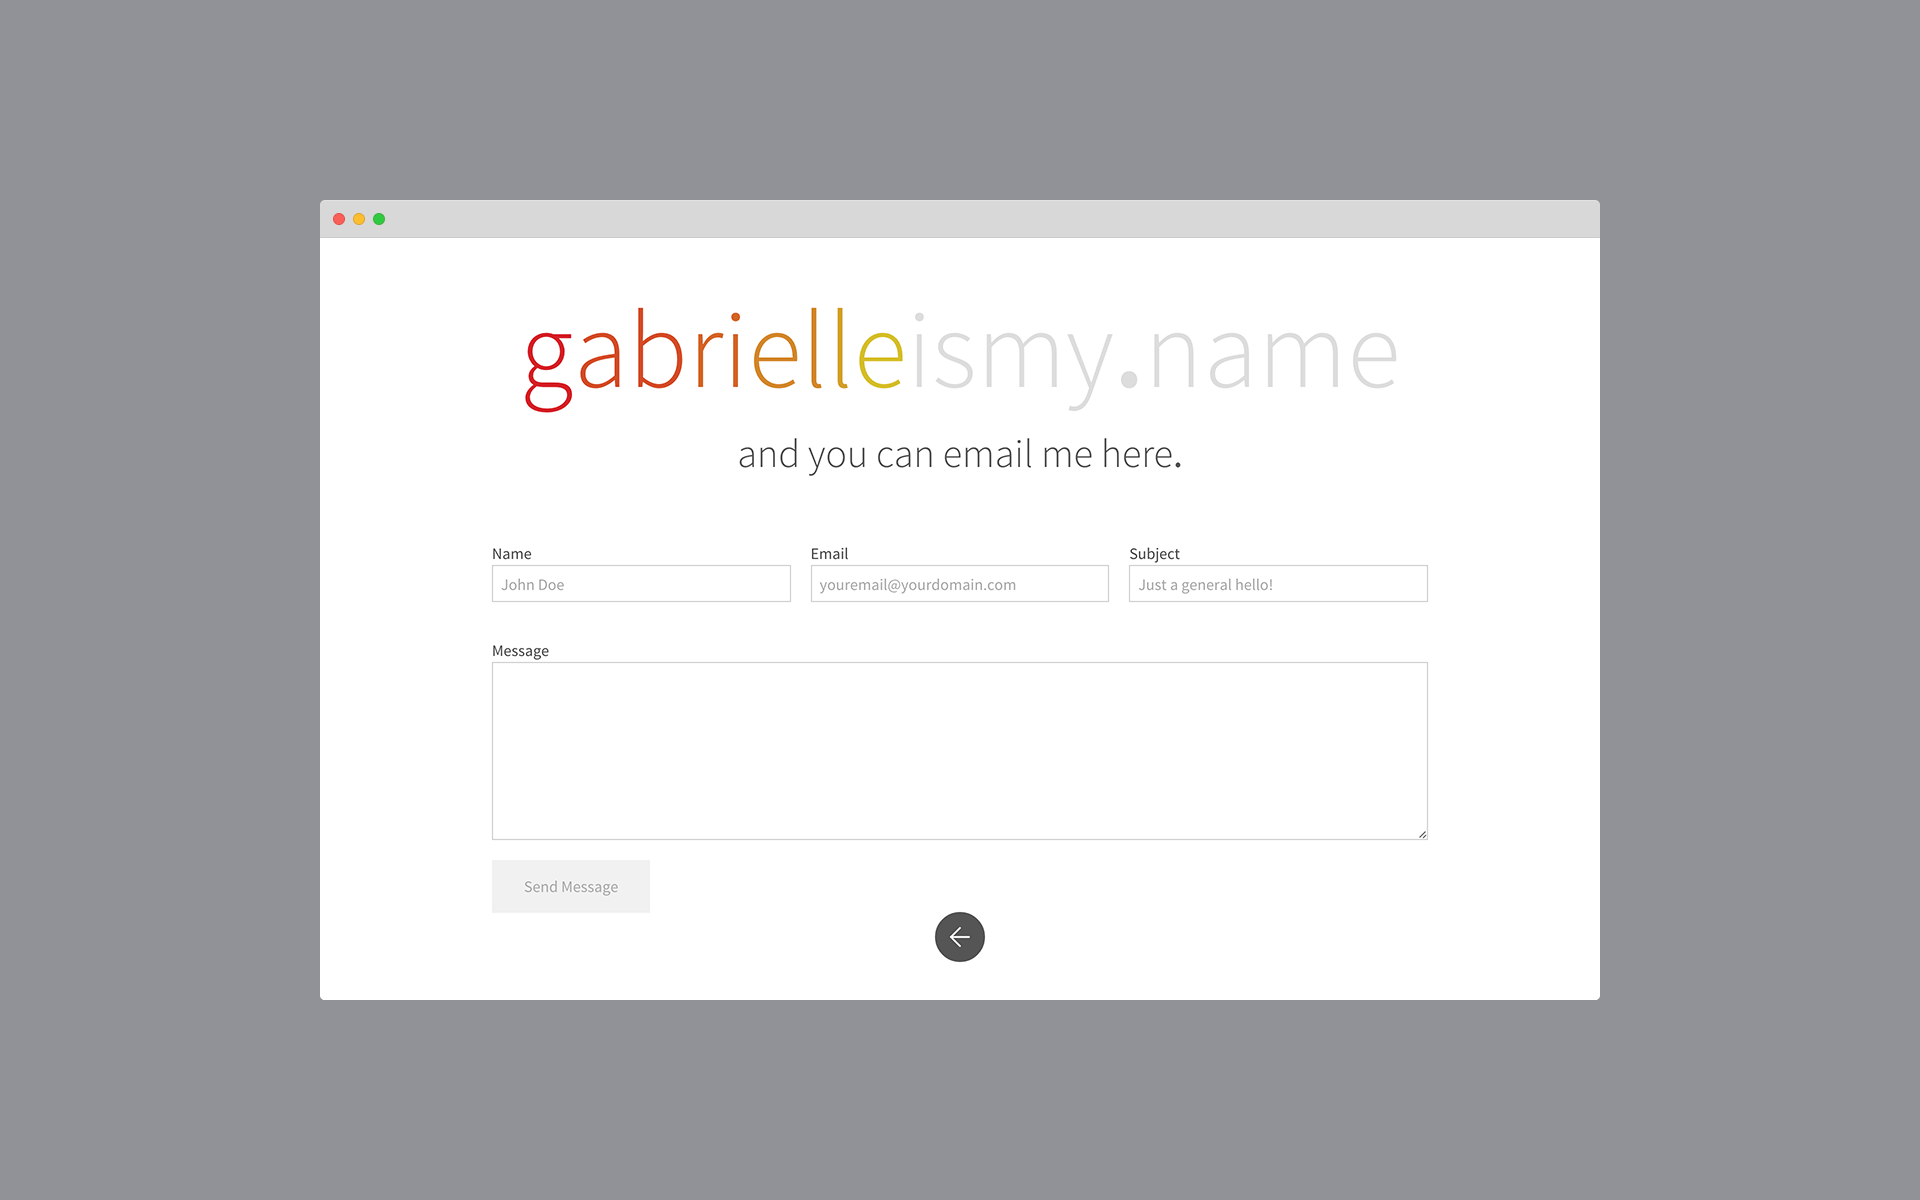 gabrielleismy.name
and you can email me here.
Name Email Subject
John Doe youremail@yourdomain.com Just a general hello!
Message
Send Message